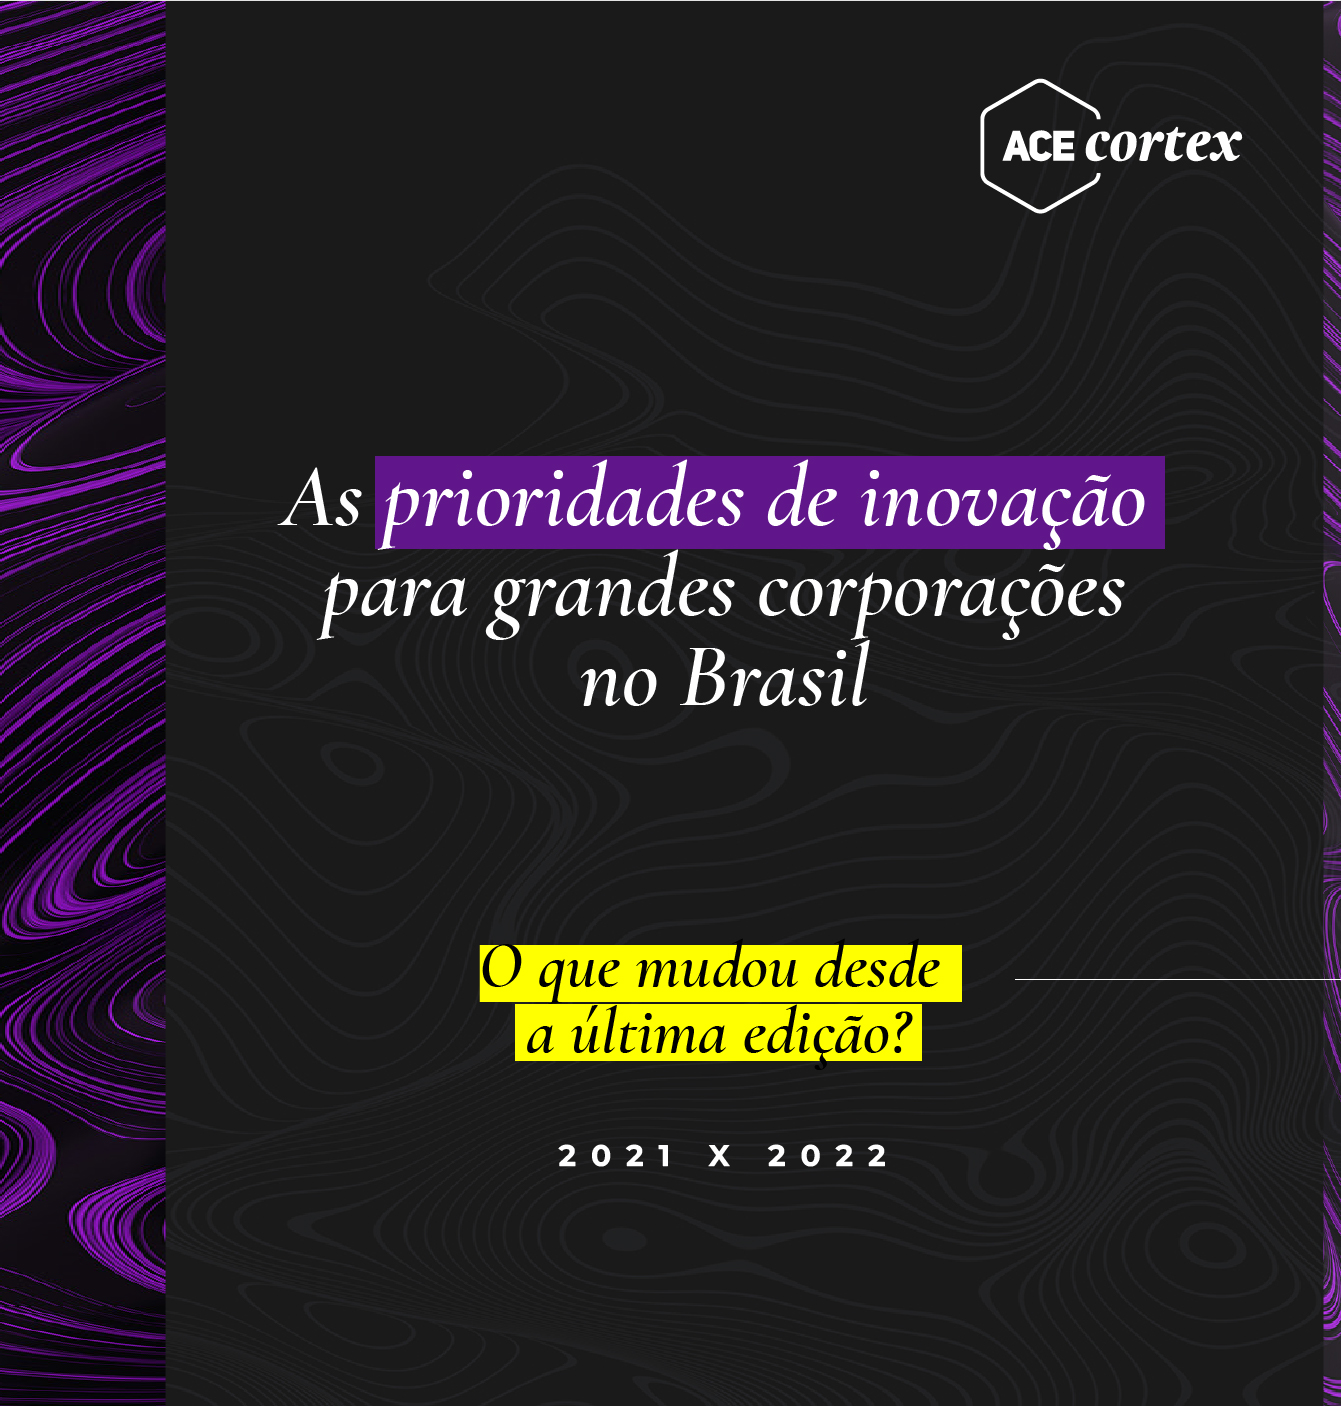 ACE cortex
As prioridades de inovação
para grandes corporações
no Brasil
O que mudou desde
a última edição?
2021 X 2022